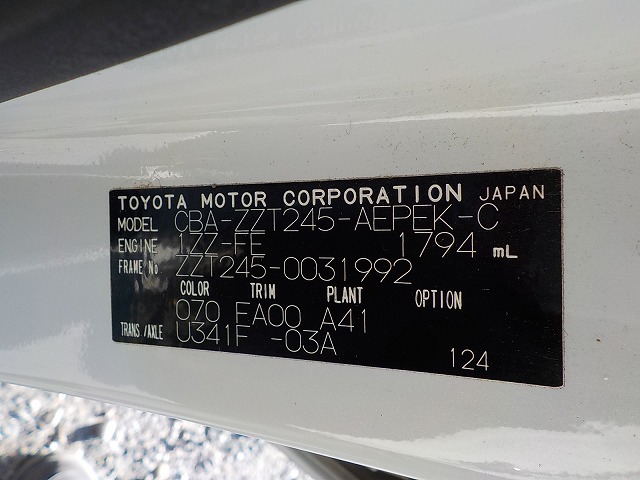 TOYOTA MOTOR CORPORATION JAPAN
MODEL CBA-ZZT245-AEPEK-C
ENGINE 1ZZ-FE 1794 mL
FRAME No ZZT245-0031992
COLOR TRIM PLANT OPTION
070 FA00 A41
TRANS/AXLE U341F -03A
124